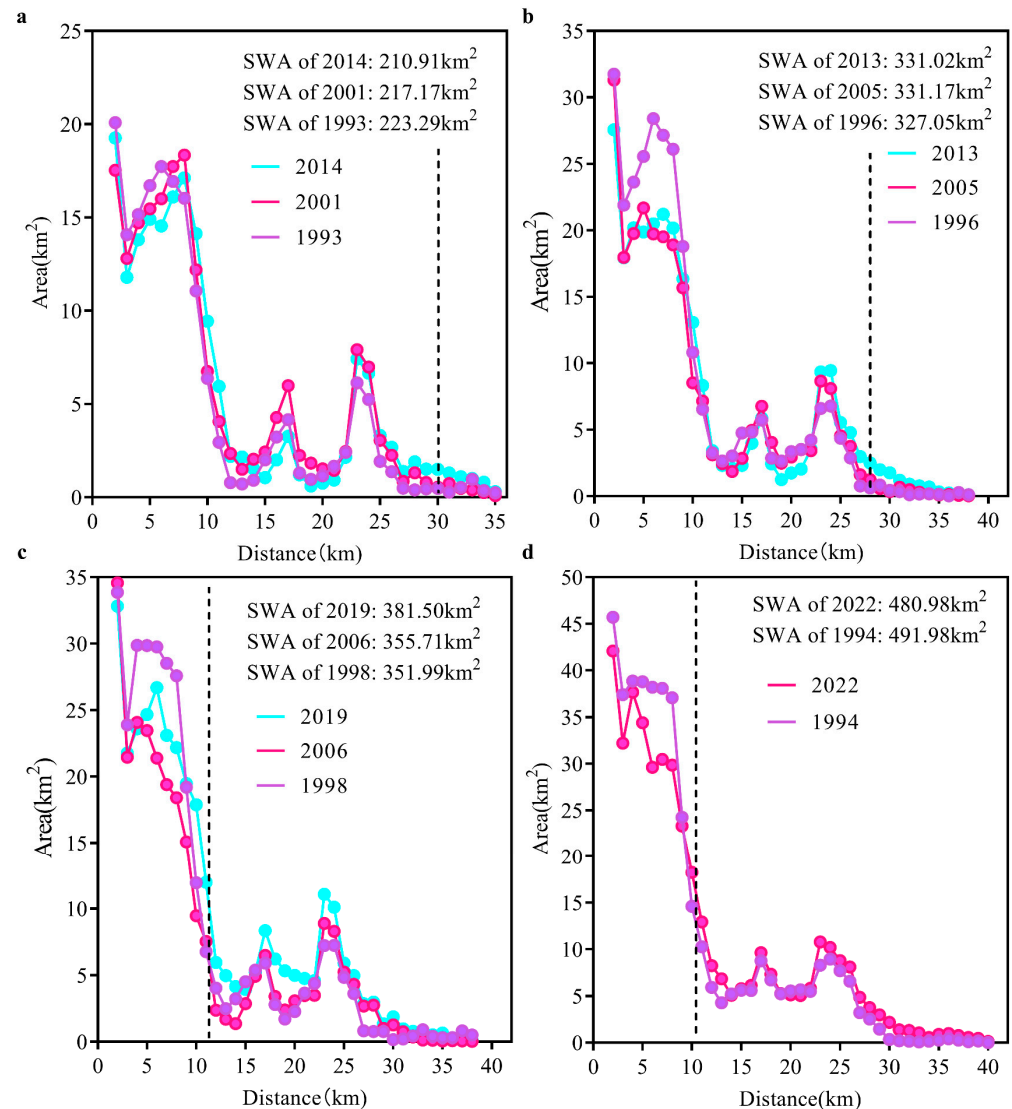 a
25
20
15
10
5
0
Area(km2)
SWA of 2014: 210.91km2
SWA of 2001: 217.17km2
SWA of 1993: 223.29km2
2014
2001
1993
0 5 10 15 20 25 30 35
Distance（km)
b
35
30
25
20
15
10
5
0
Area(km2)
SWA of 2013: 331.02km2
SWA of 2005: 331.17km2
SWA of 1996: 327.05km2
2013
2005
1996
0 5 10 15 20 25 30 35 40
Distance（km)
c
35
30
25
20
15
10
5
0
Area(km2)
SWA of 2019: 381.50km2
SWA of 2006: 355.71km2
SWA of 1998: 351.99km2
2019
2006
1998
0 5 10 15 20 25 30 35 40
Distance（km)
d
50
45
40
35
30
25
20
15
10
5
0
Area(km2)
SWA of 2022: 480.98km2
SWA of 1994: 491.98km2
2022
1994
0 5 10 15 20 25 30 35 40
Distance(km)